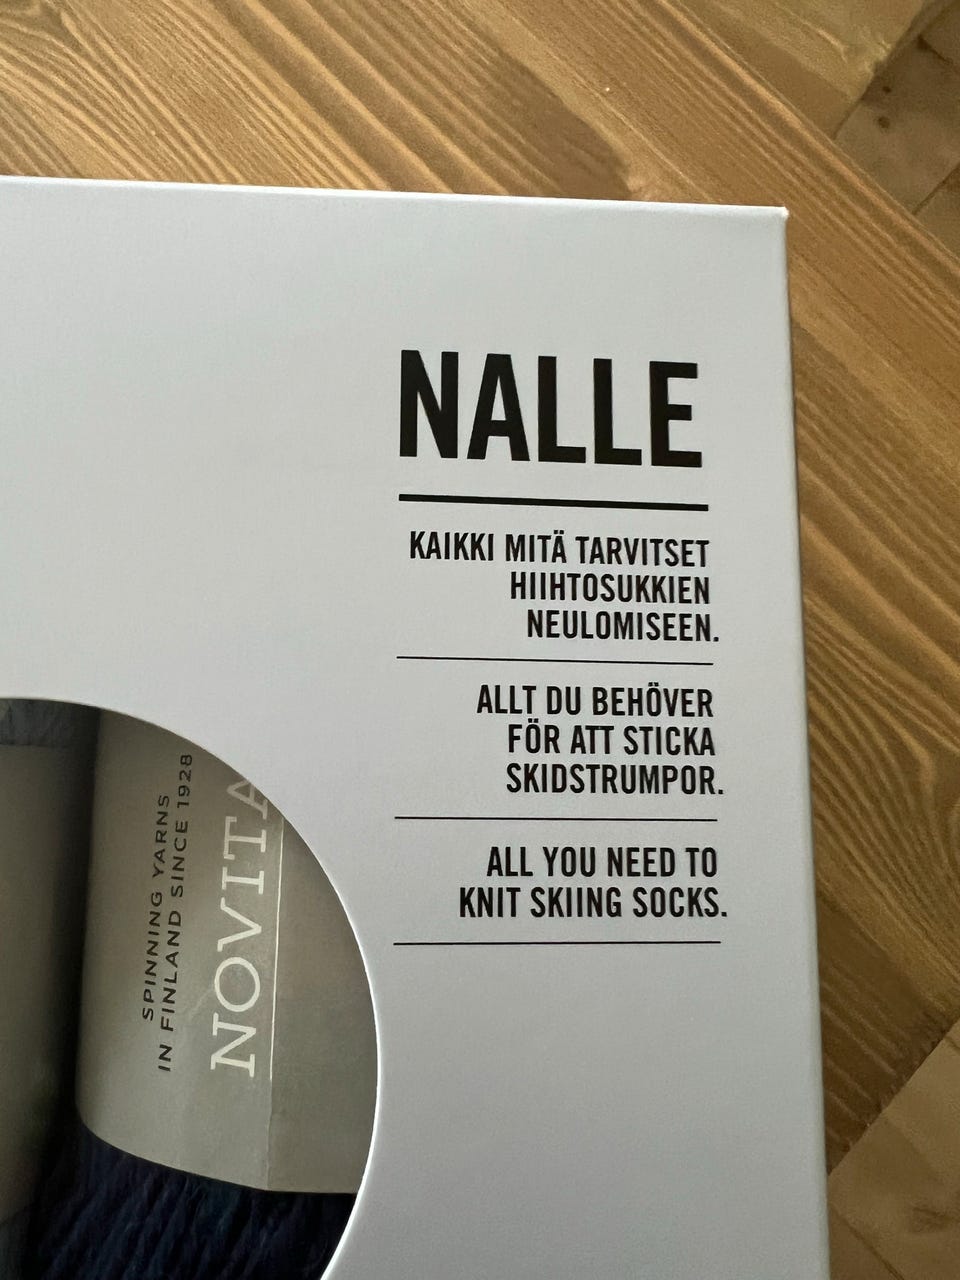 NALLE
KAIKKI MITÄ TARVITSET
HIIHTOSUKKIEN
NEULOMISEEN.
ALLT DU BEHÖVER
FÖR ATT STICKA
SKIDSTRUMPOR.
ALL YOU NEED TO
KNIT SKIING SOCKS.
SPINNING YARNS
IN FINLAND SINCE 1928
NOVITA